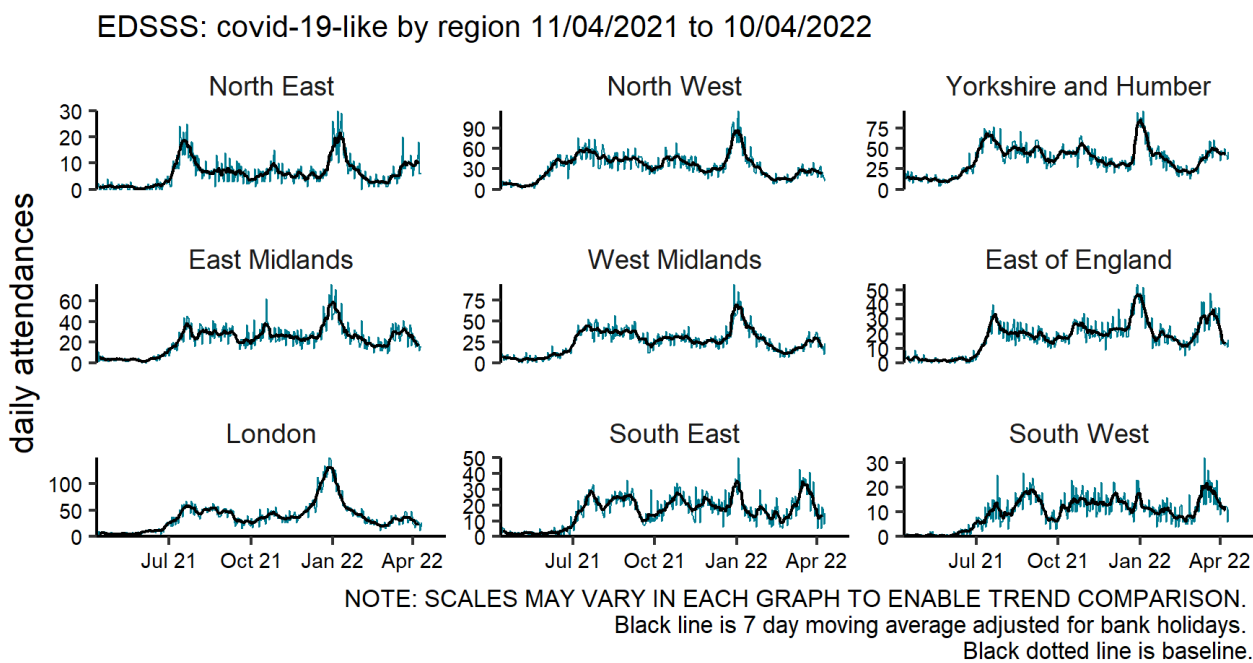 EDSSS: covid-19-like by region 11/04/2021 to 10/04/2022
North East
North West
Yorkshire and Humber
30
20
10
0
90
60
30
0
75
50
25
0
daily attendances
East Midlands
West Midlands
East of England
60
40
20
0
75
50
25
0
50
40
30
20
10
0
London
South East
South West
100
50
0
50
40
30
20
10
0
30
20
10
0
Jul 21 Oct 21 Jan 22 Apr 22
Jul 21 Oct 21 Jan 22 Apr 22
Jul 21 Oct 21 Jan 22 Apr 22
NOTE: SCALES MAY VARY IN EACH GRAPH TO ENABLE TREND COMPARISON.
Black line is 7 day moving average adjusted for bank holidays.
Black dotted line is baseline.